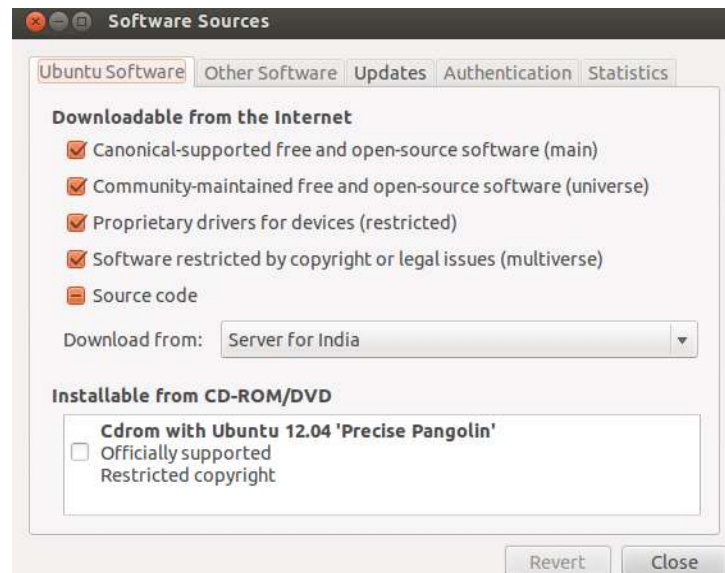 Software Sources
Ubuntu Software Other Software Updates Authentication Statistics
Downloadable from the Internet
Canonical-supported free and open-source software (main)
Community-maintained free and open-source software (universe)
Proprietary drivers for devices (restricted)
Software restricted by copyright or legal issues (multiverse)
Source code
Download from: Server for India
Installable from CD-ROM/DVD
Cdrom with Ubuntu 12.04 'Precise Pangolin'
Officially supported
Restricted copyright
Revert Close